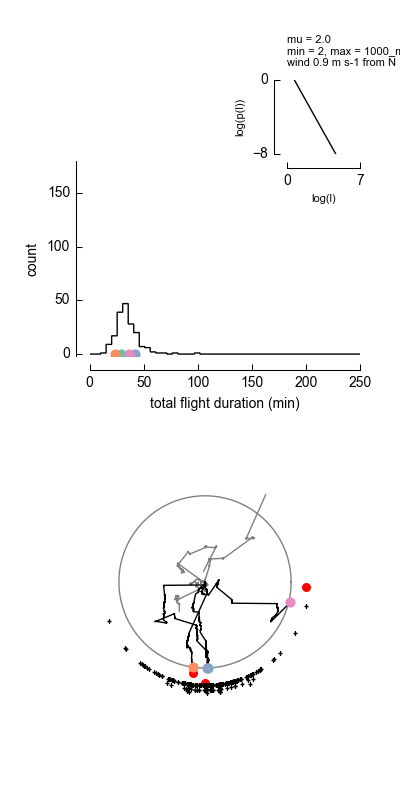 mu = 2.0
min = 2, max = 1000_
wind 0.9 m s-1 from N
0
log(p(l))
−8
0 7
log(l)
150
count
100
50
0
0 50 100 150 200 250
total flight duration (min)